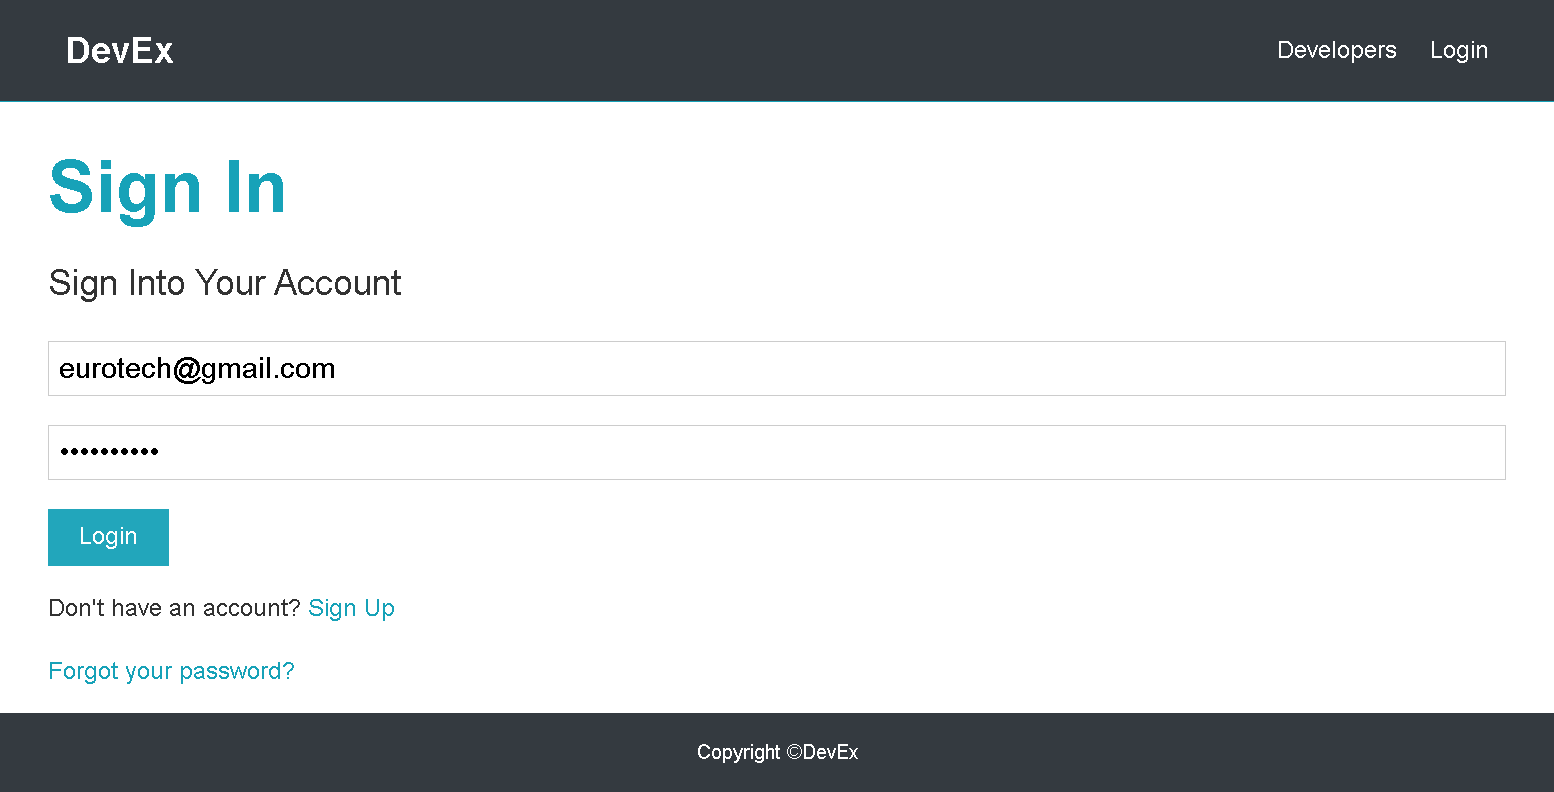 DevEx
Developers Login
Sign In
Sign Into Your Account
eurotech@gmail.com
••••••••••
Login
Don't have an account? Sign Up
Forgot your password?
Copyright ©DevEx